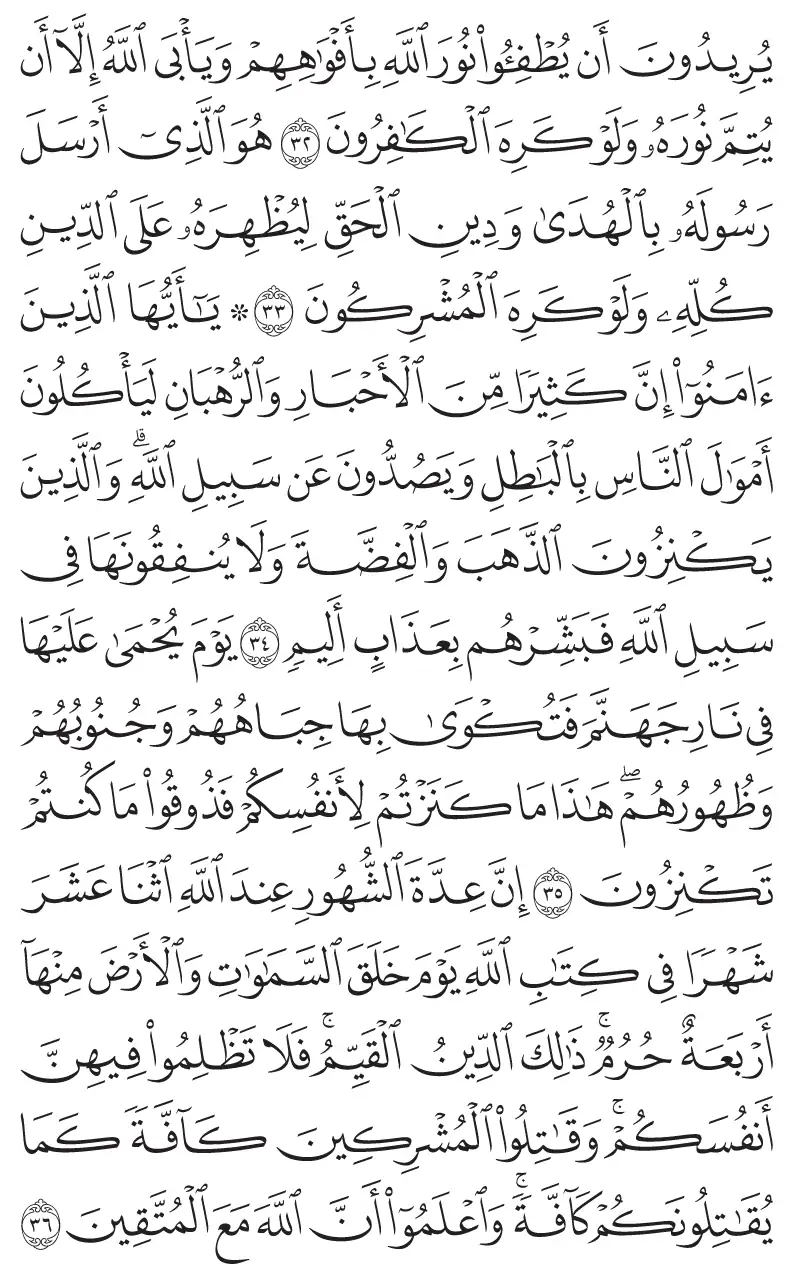 يُرِيدُونَ أَن يُطْفِـُٔوا۟ نُورَ ٱللَّهِ بِأَفْوَٰهِهِمْ وَيَأْبَى ٱللَّهُ إِلَّآ أَن
يُتِمَّ نُورَهُۥ وَلَوْ كَرِهَ ٱلْكَٰفِرُونَ ٣٢ هُوَ ٱلَّذِىٓ أَرْسَلَ
رَسُولَهُۥ بِٱلْهُدَىٰ وَدِينِ ٱلْحَقِّ لِيُظْهِرَهُۥ عَلَى ٱلدِّينِ
كُلِّهِۦ وَلَوْ كَرِهَ ٱلْمُشْرِكُونَ ٣٣ * يَٰٓأَيُّهَا ٱلَّذِينَ
ءَامَنُوٓا۟ إِنَّ كَثِيرًا مِّنَ ٱلْأَحْبَارِ وَٱلرُّهْبَانِ لَيَأْكُلُونَ
أَمْوَٰلَ ٱلنَّاسِ بِٱلْبَٰطِلِ وَيَصُدُّونَ عَن سَبِيلِ ٱللَّهِ ۗ وَٱلَّذِينَ
يَكْنِزُونَ ٱلذَّهَبَ وَٱلْفِضَّةَ وَلَا يُنفِقُونَهَا فِى
سَبِيلِ ٱللَّهِ فَبَشِّرْهُم بِعَذَابٍ أَلِيمٍ ٣٤ يَوْمَ يُحْمَىٰ عَلَيْهَا
فِى نَارِ جَهَنَّمَ فَتُكْوَىٰ بِهَا جِبَاهُهُمْ وَجُنُوبُهُمْ
وَظُهُورُهُمْ ۖ هَٰذَا مَا كَنَزْتُمْ لِأَنفُسِكُمْ فَذُوقُوا۟ مَا كُنتُمْ
تَكْنِزُونَ ٣٥ إِنَّ عِدَّةَ ٱلشُّهُورِ عِندَ ٱللَّهِ ٱثْنَا عَشَرَ
شَهْرًا فِى كِتَٰبِ ٱللَّهِ يَوْمَ خَلَقَ ٱلسَّمَٰوَٰتِ وَٱلْأَرْضَ مِنْهَآ
أَرْبَعَةٌ حُرُمٌ ۚ ذَٰلِكَ ٱلدِّينُ ٱلْقَيِّمُ ۚ فَلَا تَظْلِمُوا۟ فِيهِنَّ
أَنفُسَكُمْ ۚ وَقَٰتِلُوا۟ ٱلْمُشْرِكِينَ كَآفَّةً كَمَا
يُقَٰتِلُونَكُمْ كَآفَّةً ۚ وَٱعْلَمُوٓا۟ أَنَّ ٱللَّهَ مَعَ ٱلْمُتَّقِينَ ٣٦